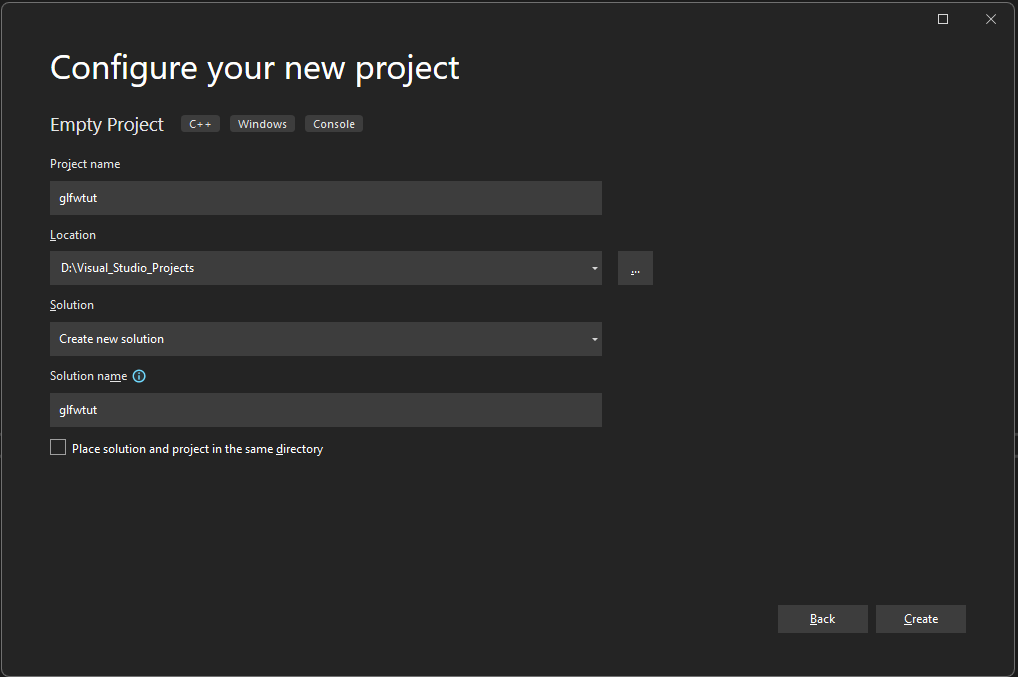 Configure your new project
Empty Project C++ Windows Console
Project name
glfwtut
Location
D:\Visual_Studio_Projects
...
Solution
Create new solution
Solution name
glfwtut
Place solution and project in the same directory
Back Create